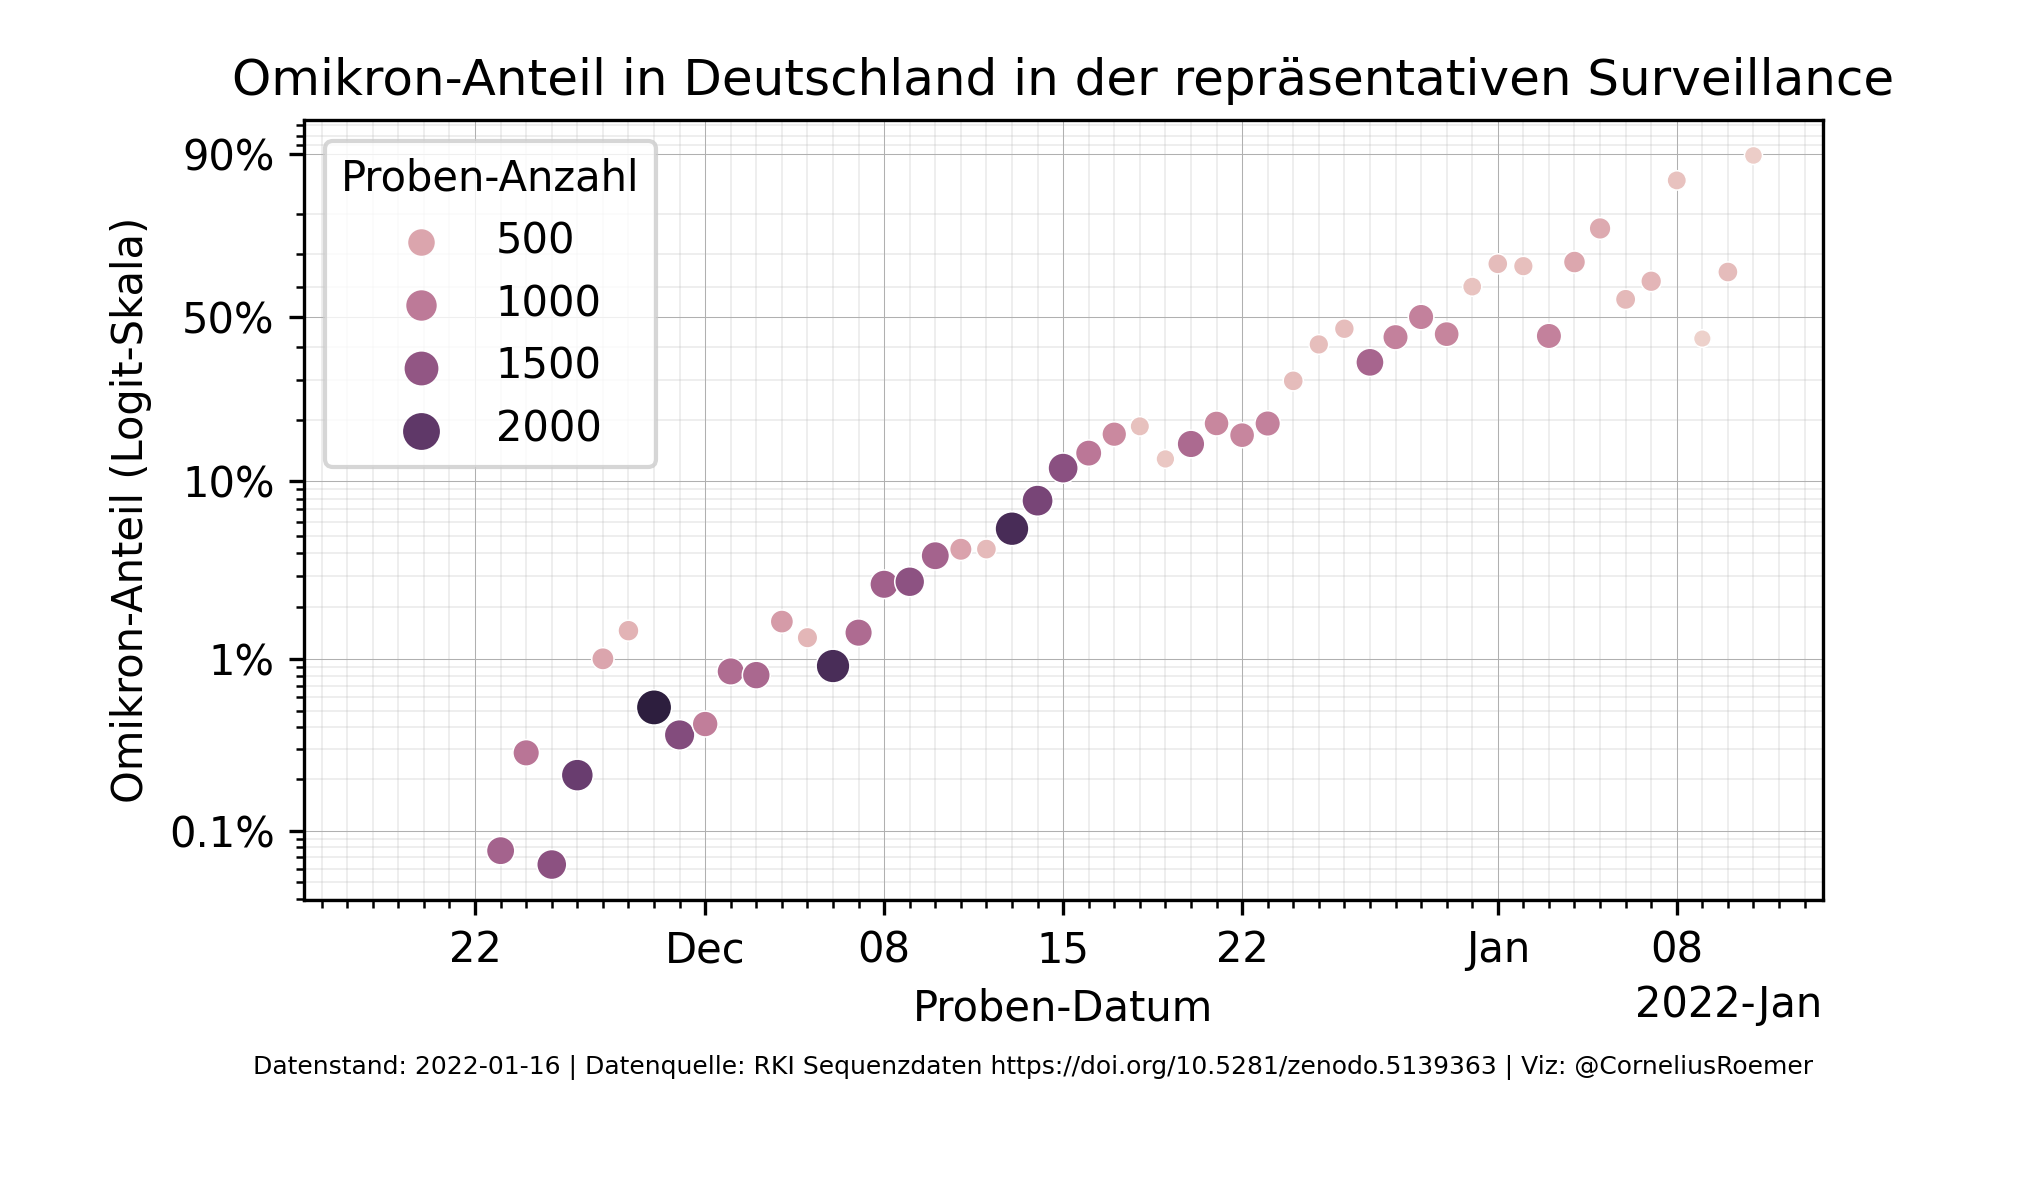 Omikron-Anteil in Deutschland in der repräsentativen Surveillance
Omikron-Anteil (Logit-Skala)
90%
50%
10%
1%
0.1%
Proben-Anzahl
500
1000
1500
2000
22 Dec 08 15 22 Jan 08
2022-Jan
Proben-Datum
Datenstand: 2022-01-16 | Datenquelle: RKI Sequenzdaten https://doi.org/10.5281/zenodo.5139363 | Viz: @CorneliusRoemer